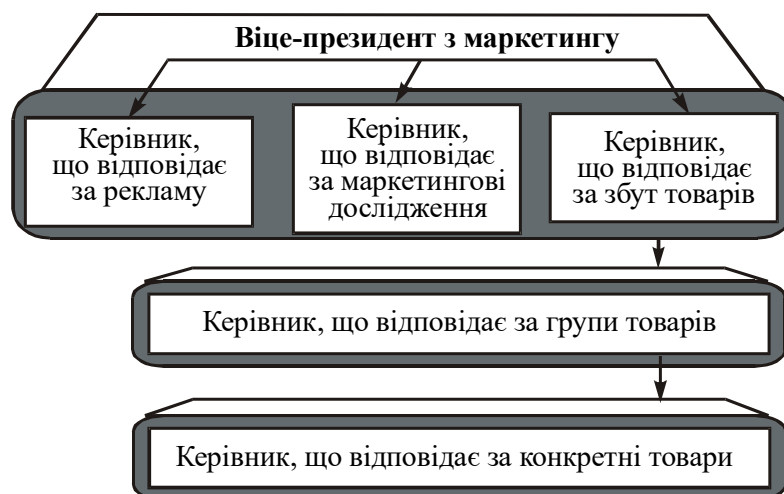 Віце-президент з маркетингу
Керівник,
що відповідає
за рекламу
Керівник,
що відповідає
за маркетингові
дослідження
Керівник,
що відповідає
за збут товарів
Керівник, що відповідає за групи товарів
Керівник, що відповідає за конкретні товари